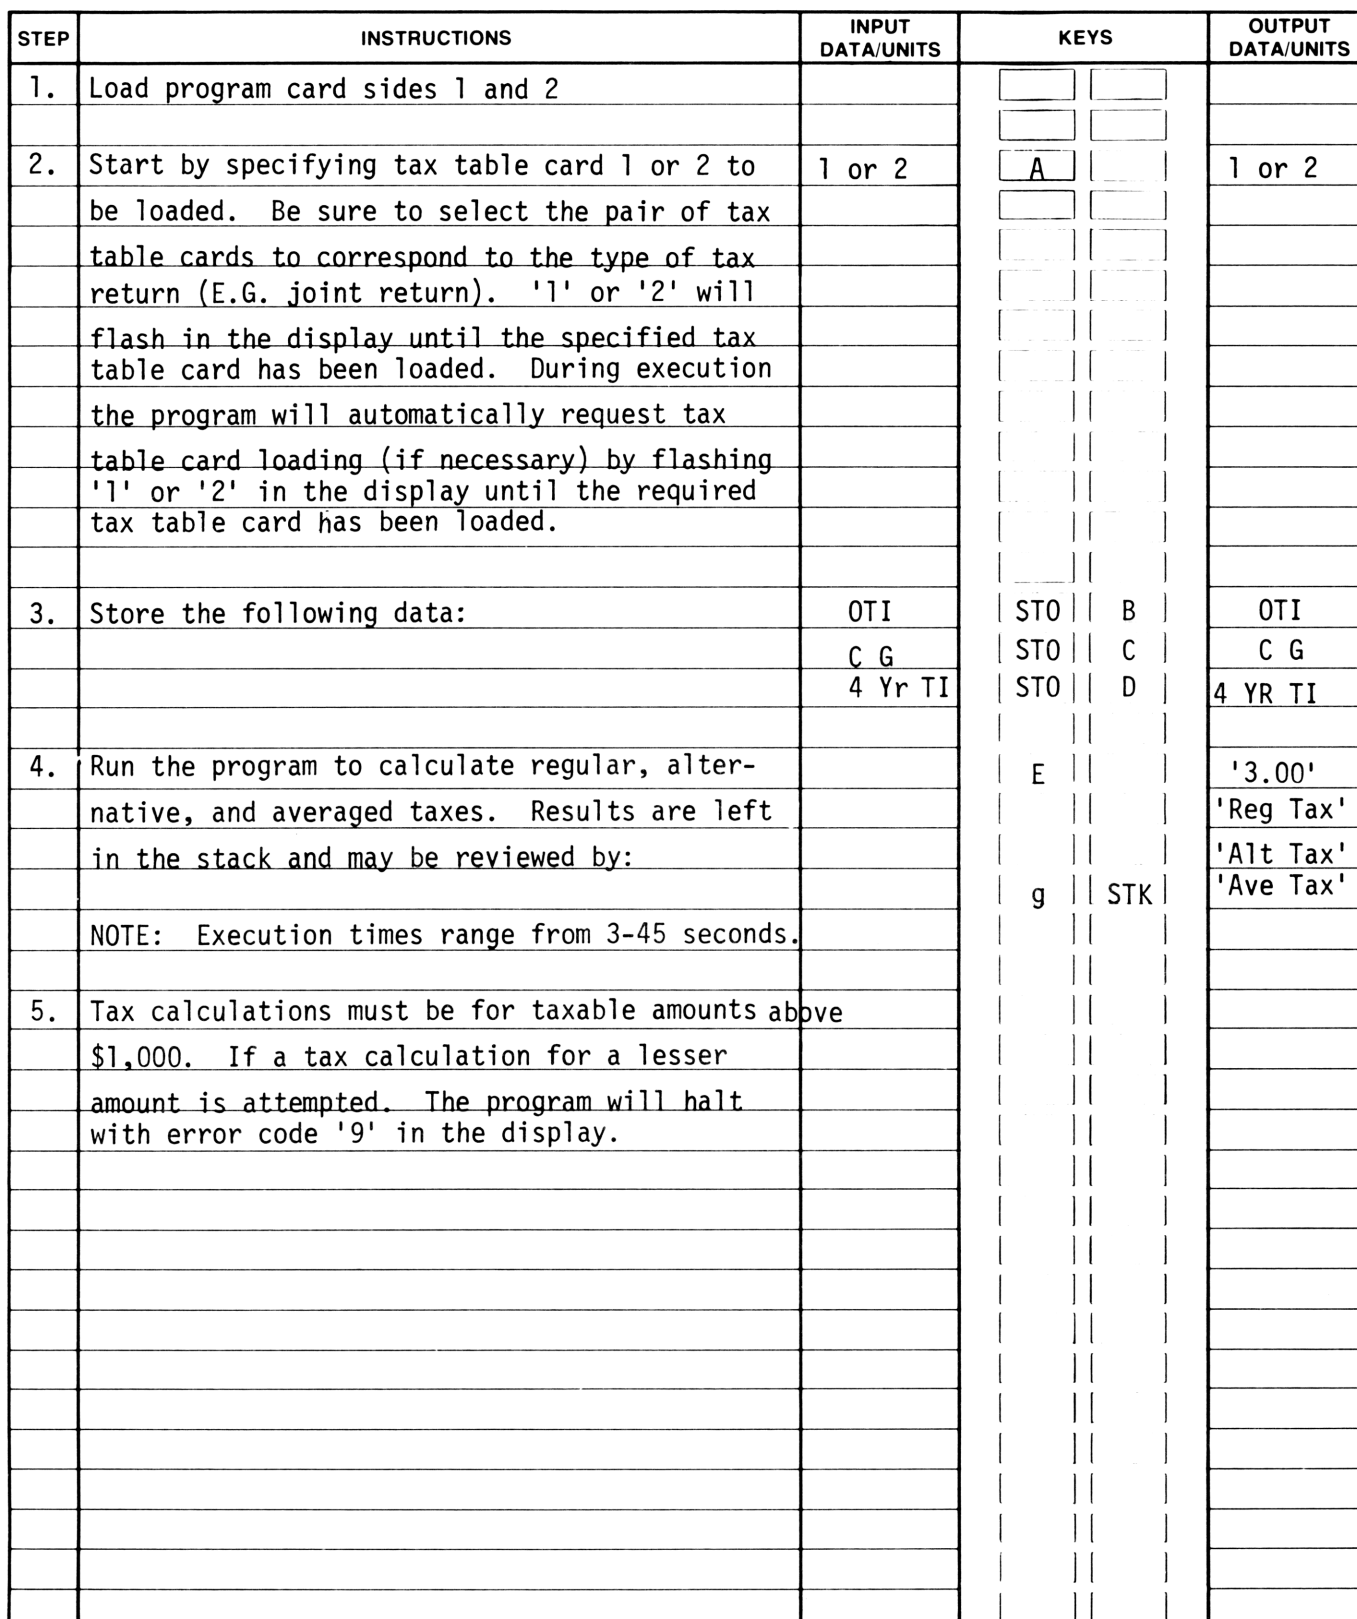 STEP INSTRUCTIONS INPUT DATA/UNITS KEYS OUTPUT DATA/UNITS
1. Load program card sides 1 and 2
2. Start by specifying tax table card 1 or 2 to 1 or 2 A 1 or 2
be loaded. Be sure to select the pair of tax
table cards to correspond to the type of tax
return (E.G. joint return). '1' or '2' will
flash in the display until the specified tax
table card has been loaded. During execution
the program will automatically request tax
table card loading (if necessary) by flashing
'1' or '2' in the display until the required
tax table card has been loaded.
3. Store the following data: OTI STO B OTI
C G STO C C G
4 Yr TI STO D 4 YR TI
4. Run the program to calculate regular, alter- E '3.00'
native, and averaged taxes. Results are left 'Reg Tax'
in the stack and may be reviewed by: 'Alt Tax'
g STK 'Ave Tax'
NOTE: Execution times range from 3-45 seconds.
5. Tax calculations must be for taxable amounts above
$1,000. If a tax calculation for a lesser
amount is attempted. The program will halt
with error code '9' in the display.